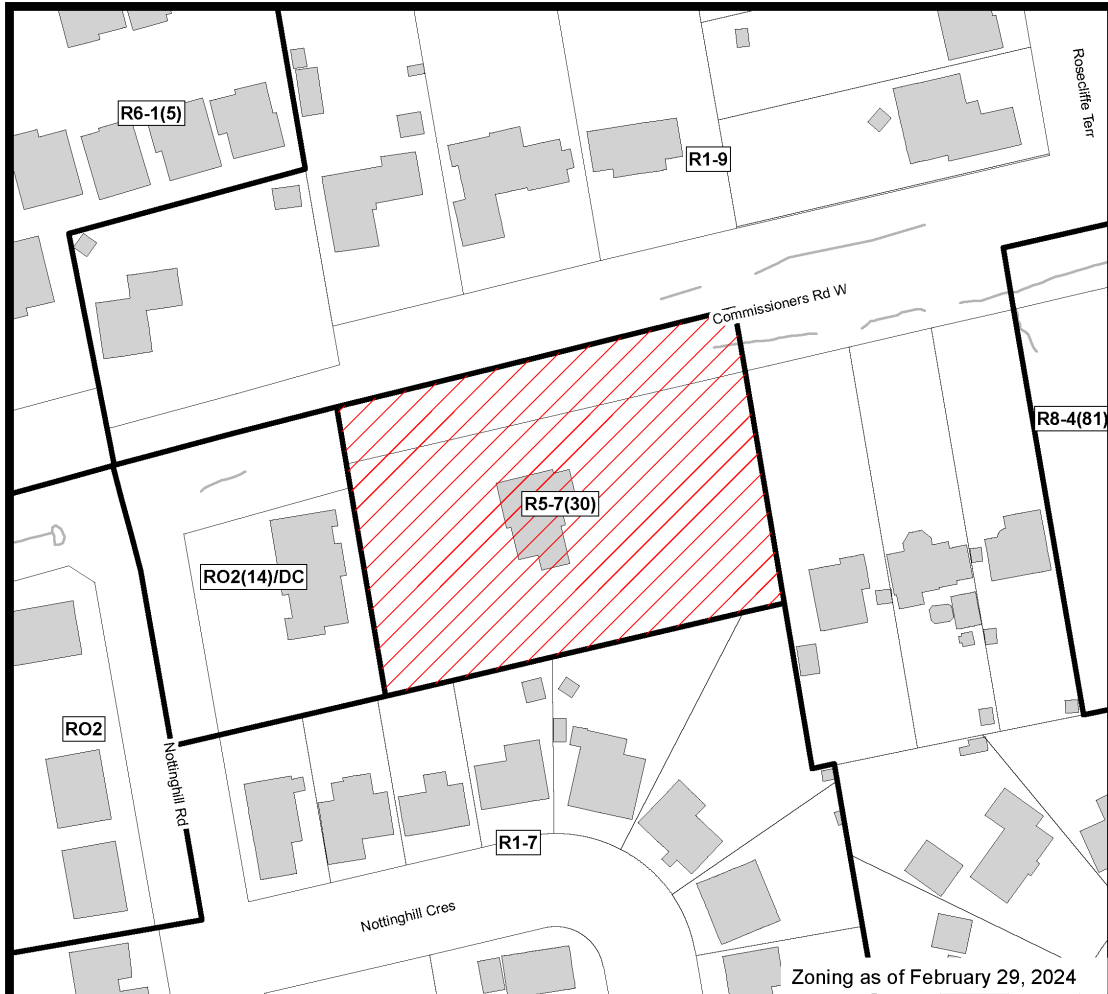 R6-1(5)
Rosecliffe Terr
R1-9
Commissioners Rd W
R8-4(81)
R5-7(30)
RO2(14)/DC
RO2
Nottinghill Rd
R1-7
Nottinghill Cres
Zoning as of February 29, 2024